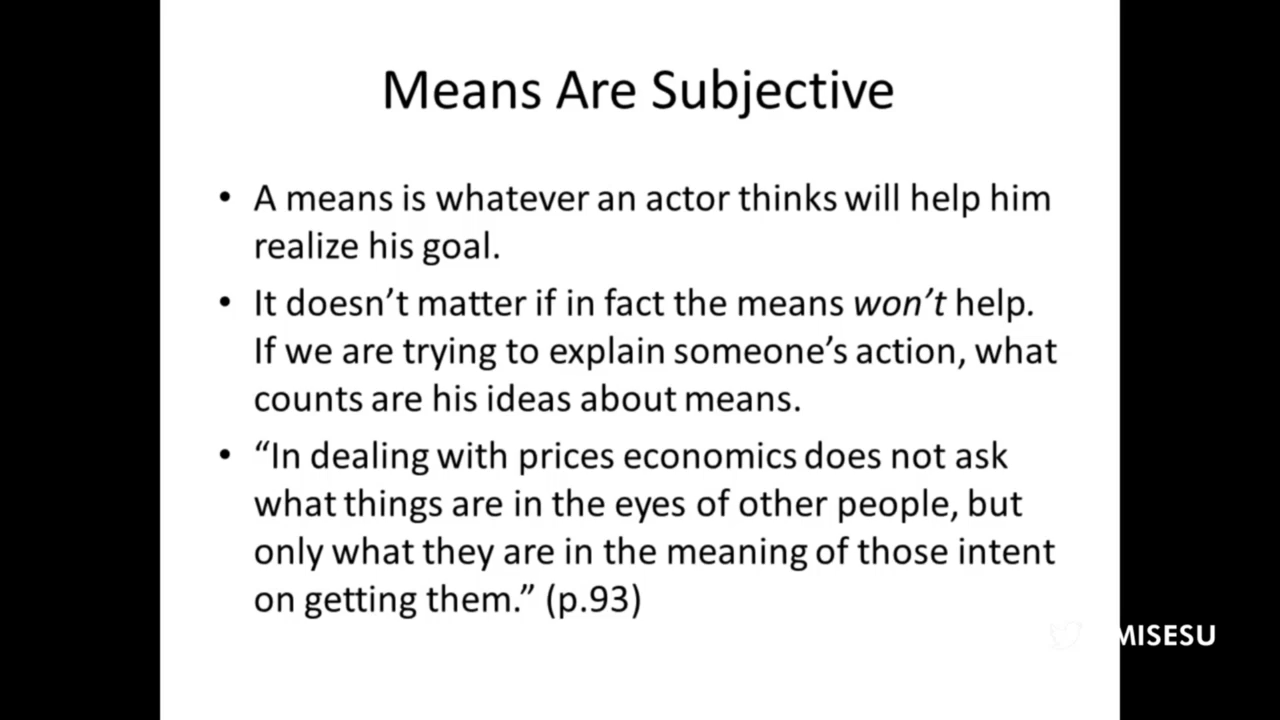 Means Are Subjective
• A means is whatever an actor thinks will help him
realize his goal.
• It doesn’t matter if in fact the means won’t help.
If we are trying to explain someone’s action, what
counts are his ideas about means.
• “In dealing with prices economics does not ask
what things are in the eyes of other people, but
only what they are in the meaning of those intent
on getting them.” (p.93)
MISESU